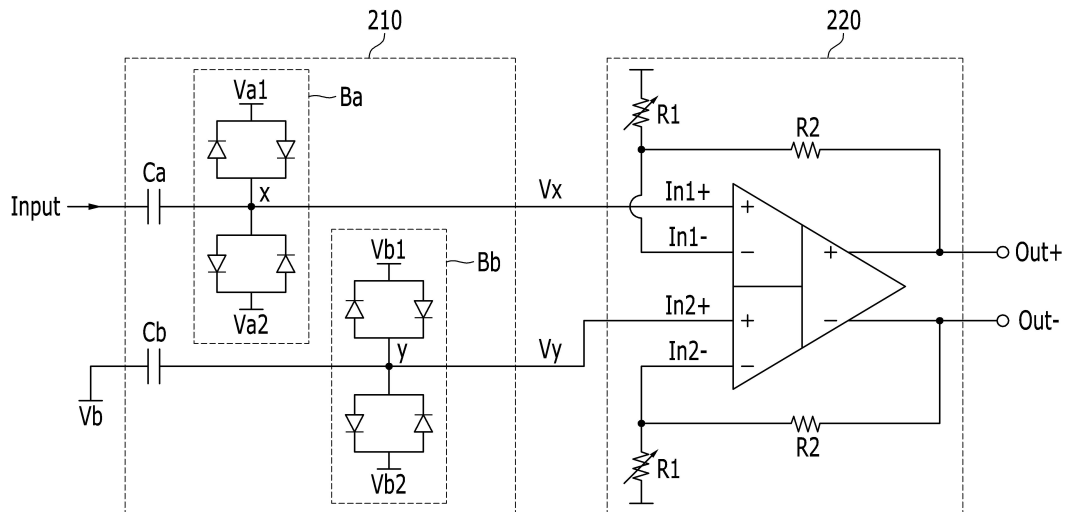 210
220
Va1
Ba
R1
R2
Ca
x
Vx
In1+
Input
+
In1-
−
+
Out+
Va2
Vb1
Bb
In2+
+
−
Out-
Cb
y
Vy
In2-
−
Vb
R2
R1
Vb2